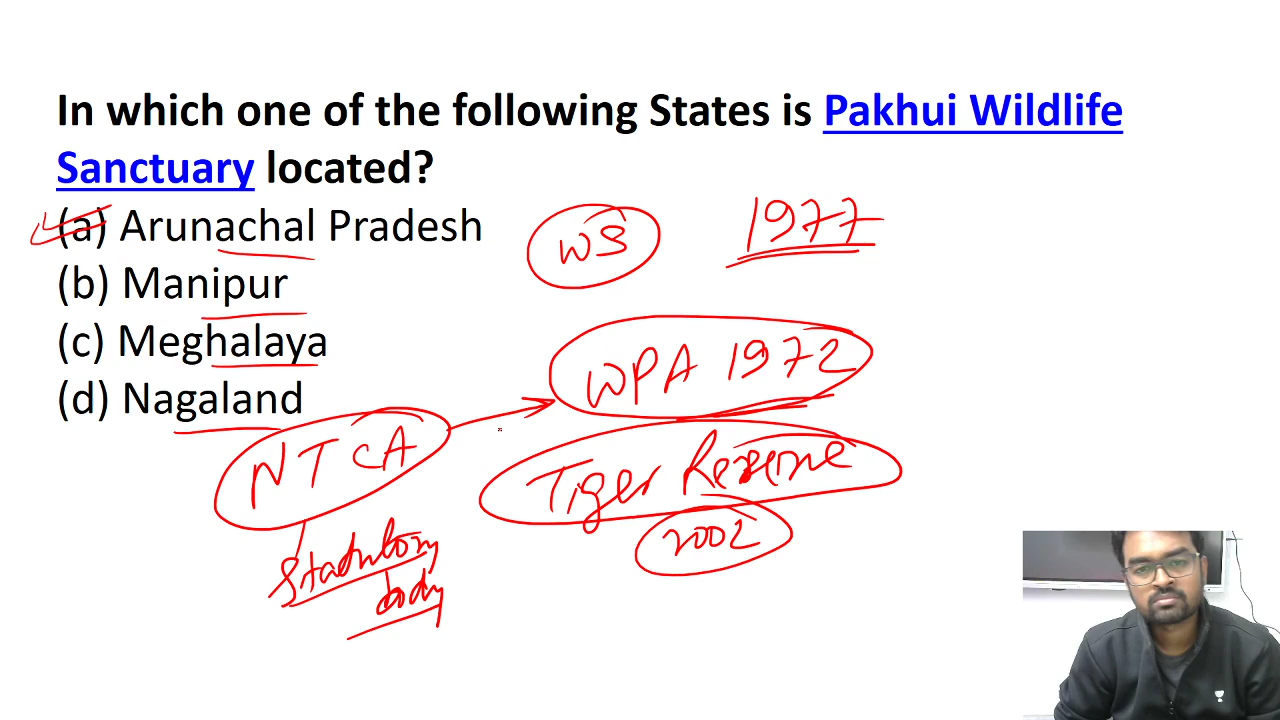 In which one of the following States is Pakhui Wildlife
Sanctuary located?
(a) Arunachal Pradesh
WS
1977
(b) Manipur
(c) Meghalaya
WPA 1972
(d) Nagaland
NTCA
Tiger Reserve
2002
Statutory
body